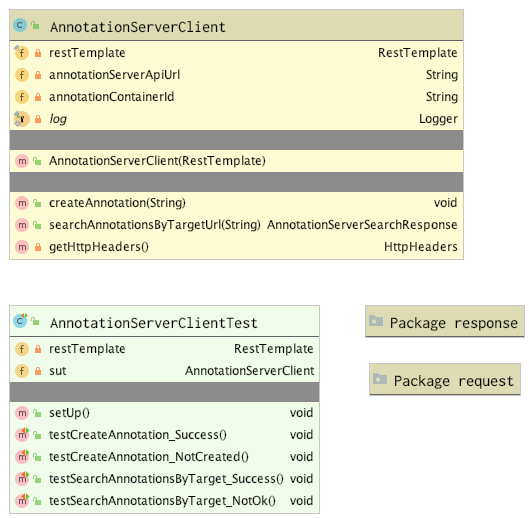 AnnotationServerClient
restTemplate RestTemplate
annotationServerApiUrl String
annotationContainerId String
log Logger
AnnotationServerClient(RestTemplate)
createAnnotation(String) void
searchAnnotationsByTargetUrl(String) AnnotationServerSearchResponse
getHttpHeaders() HttpHeaders
AnnotationServerClientTest
restTemplate RestTemplate
sut AnnotationServerClient
setUp() void
testCreateAnnotation_Success() void
testCreateAnnotation_NotCreated() void
testSearchAnnotationsByTarget_Success() void
testSearchAnnotationsByTarget_NotOk() void
Package response
Package request